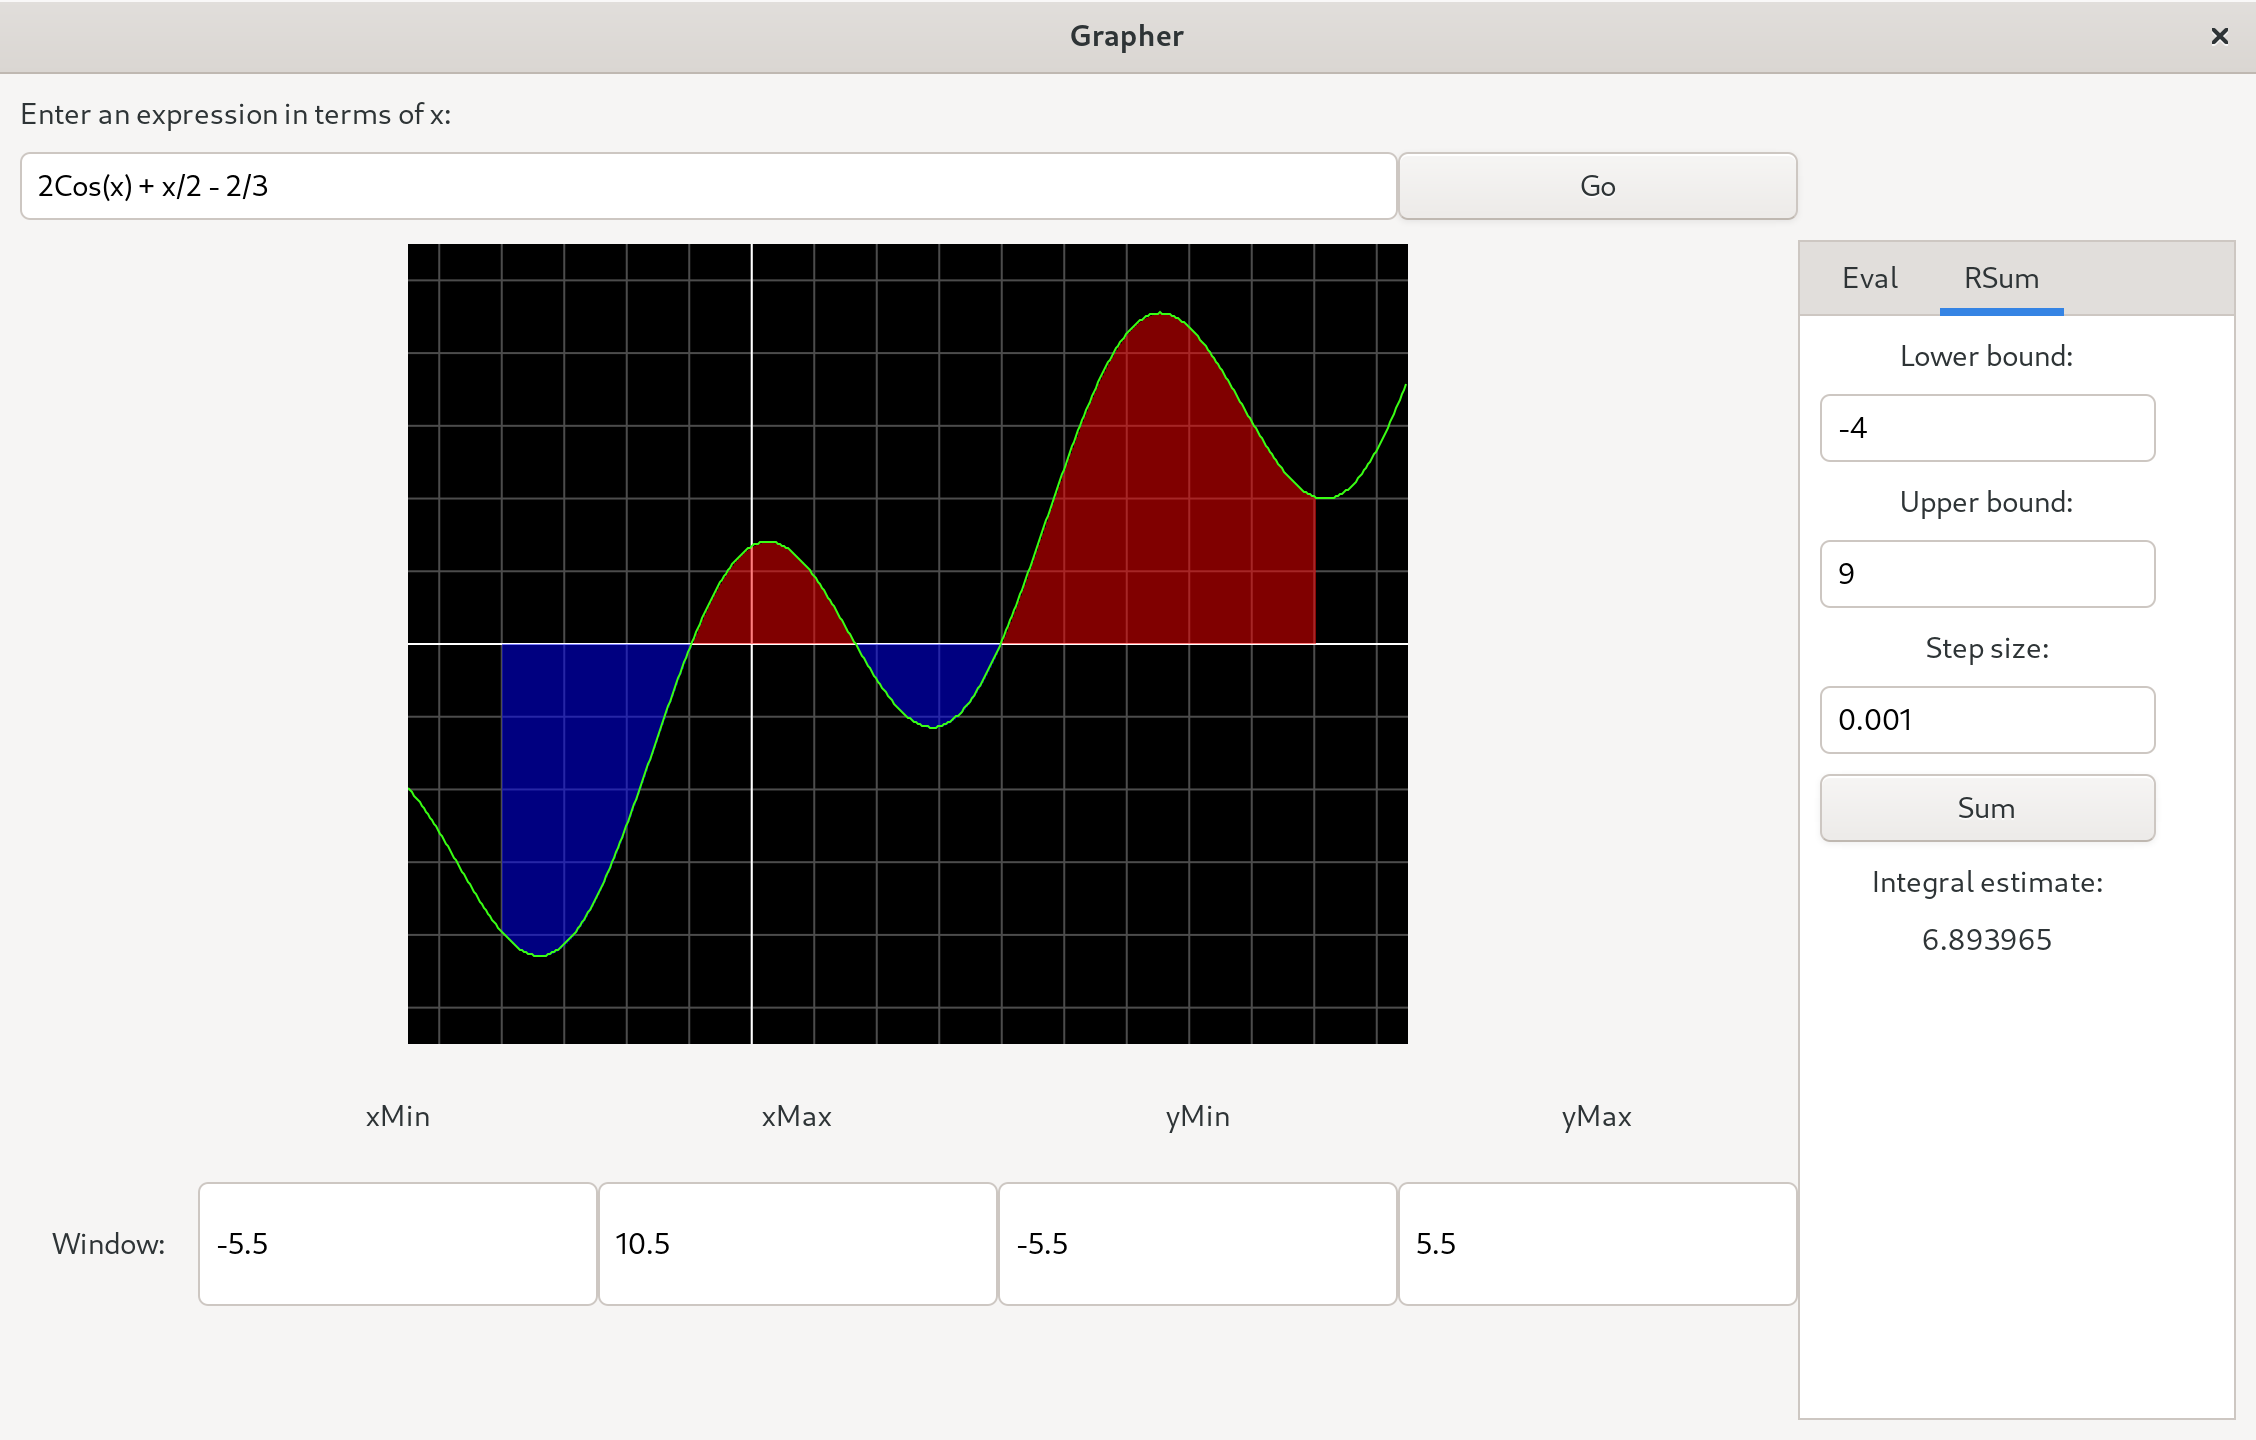 Grapher
Enter an expression in terms of x:
2Cos(x) + x/2 - 2/3
Go
Eval RSum
Lower bound:
-4
Upper bound:
9
Step size:
0.001
Sum
Integral estimate:
6.893965
xMin xMax yMin yMax
Window: -5.5 10.5 -5.5 5.5